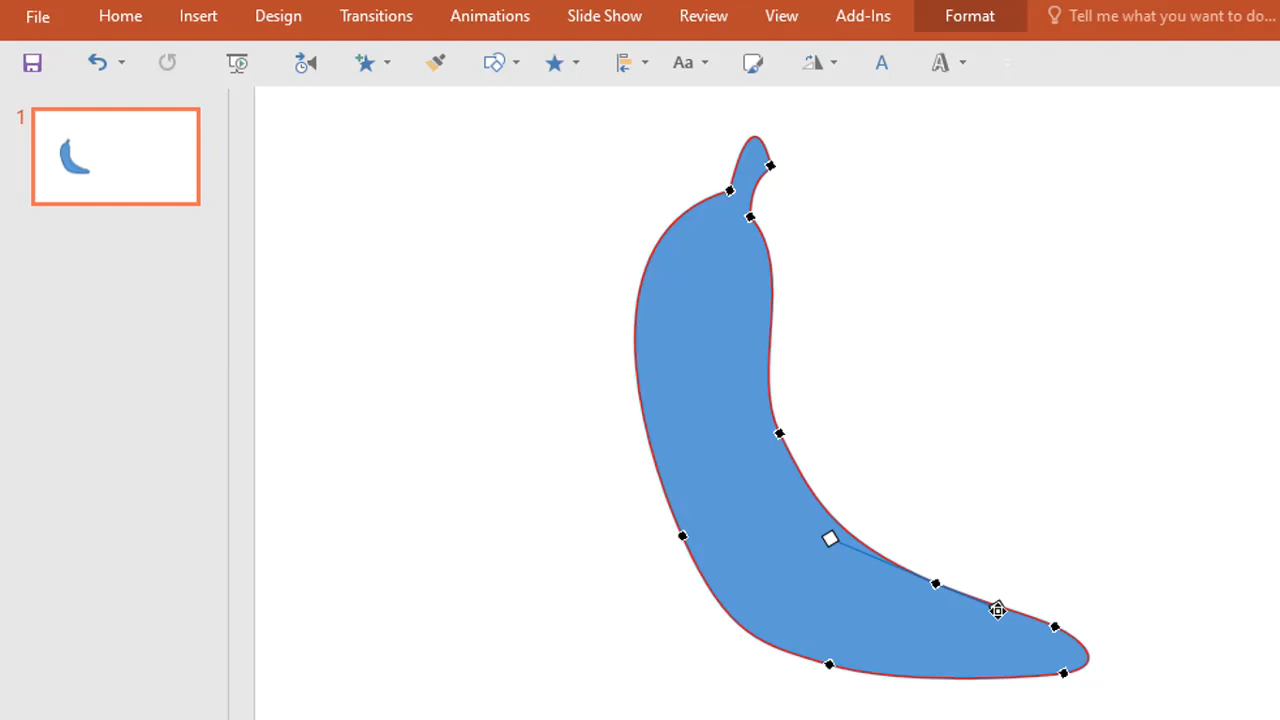 File Home Insert Design Transitions Animations Slide Show Review View Add-Ins Format Tell me what you want to do...
Aa A A
1